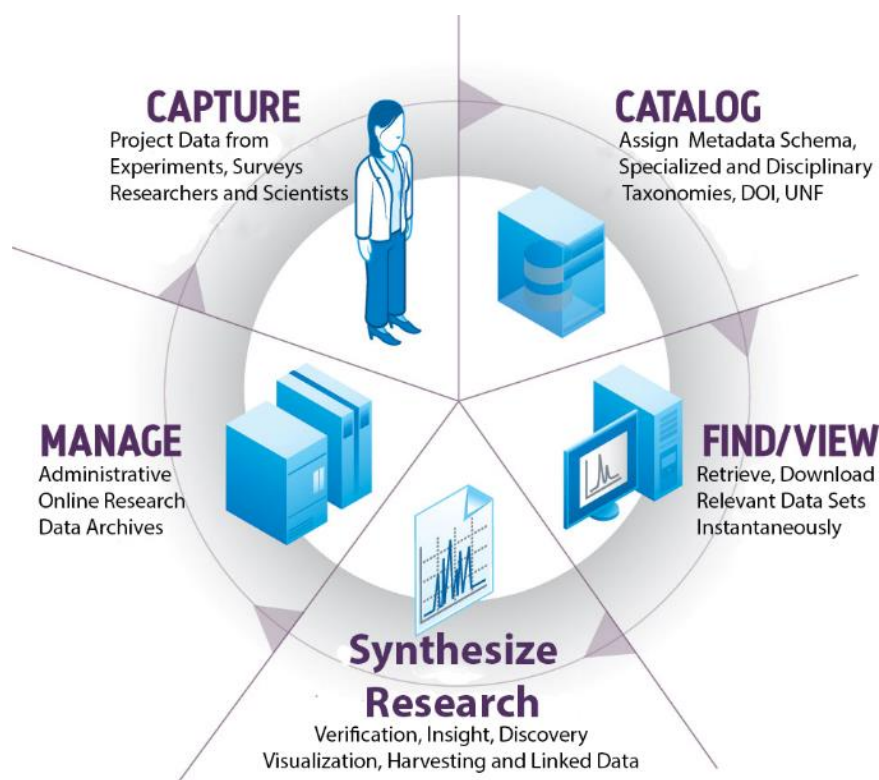 CAPTURE
Project Data from
Experiments, Surveys
Researchers and Scientists
CATALOG
Assign Metadata Schema,
Specialized and Disciplinary
Taxonomies, DOI, UNF
FIND/VIEW
Retrieve, Download
Relevant Data Sets
Instantaneously
Synthesize
Research
Verification, Insight, Discovery
Visualization, Harvesting and Linked Data
MANAGE
Administrative
Online Research
Data Archives